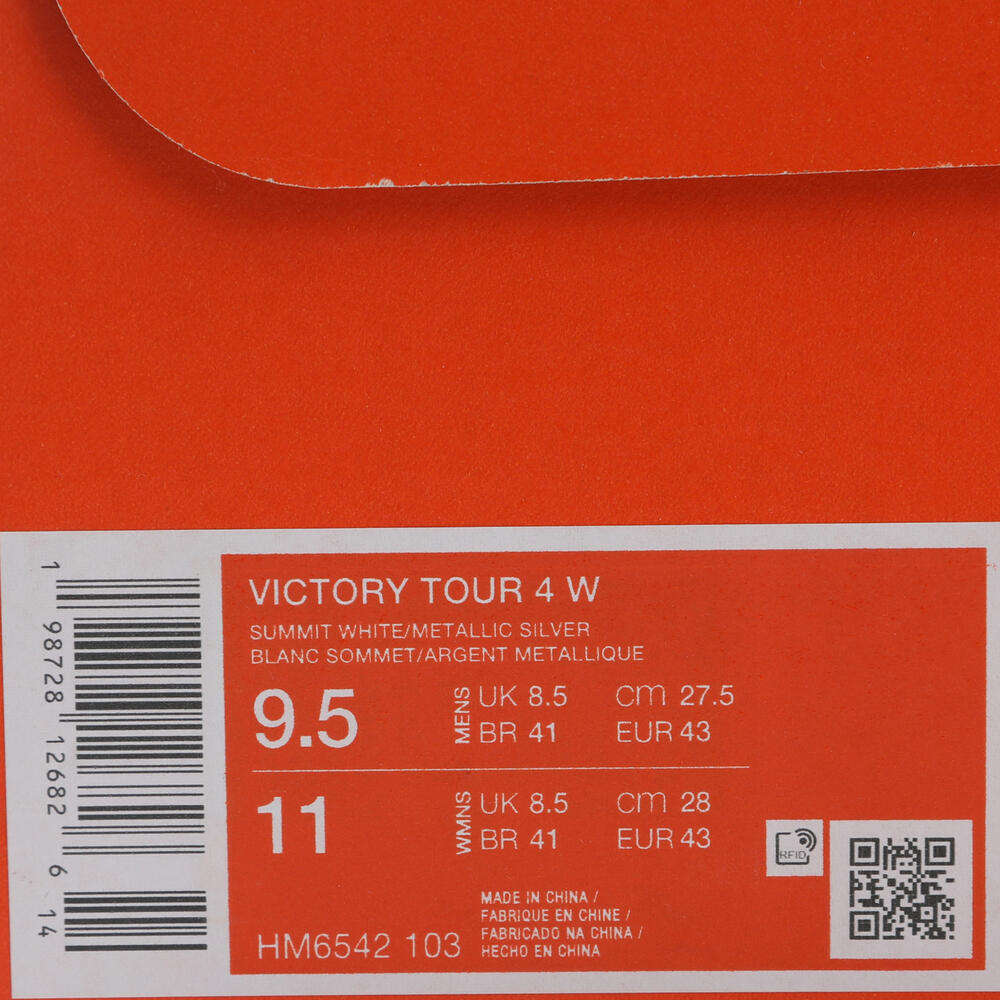 VICTORY TOUR 4 W
SUMMIT WHITE/METALLIC SILVER
BLANC SOMMET/ARGENT METALLIQUE
9.5
MENS
UK 8.5 cm 27.5
BR 41 EUR 43
11
WMNS
UK 8.5 cm 28
BR 41 EUR 43
RFID
HM6542 103
MADE IN CHINA /
FABRIQUE EN CHINE /
FABRICADO NA CHINA /
HECHO EN CHINA
1 98728 12682 6 14